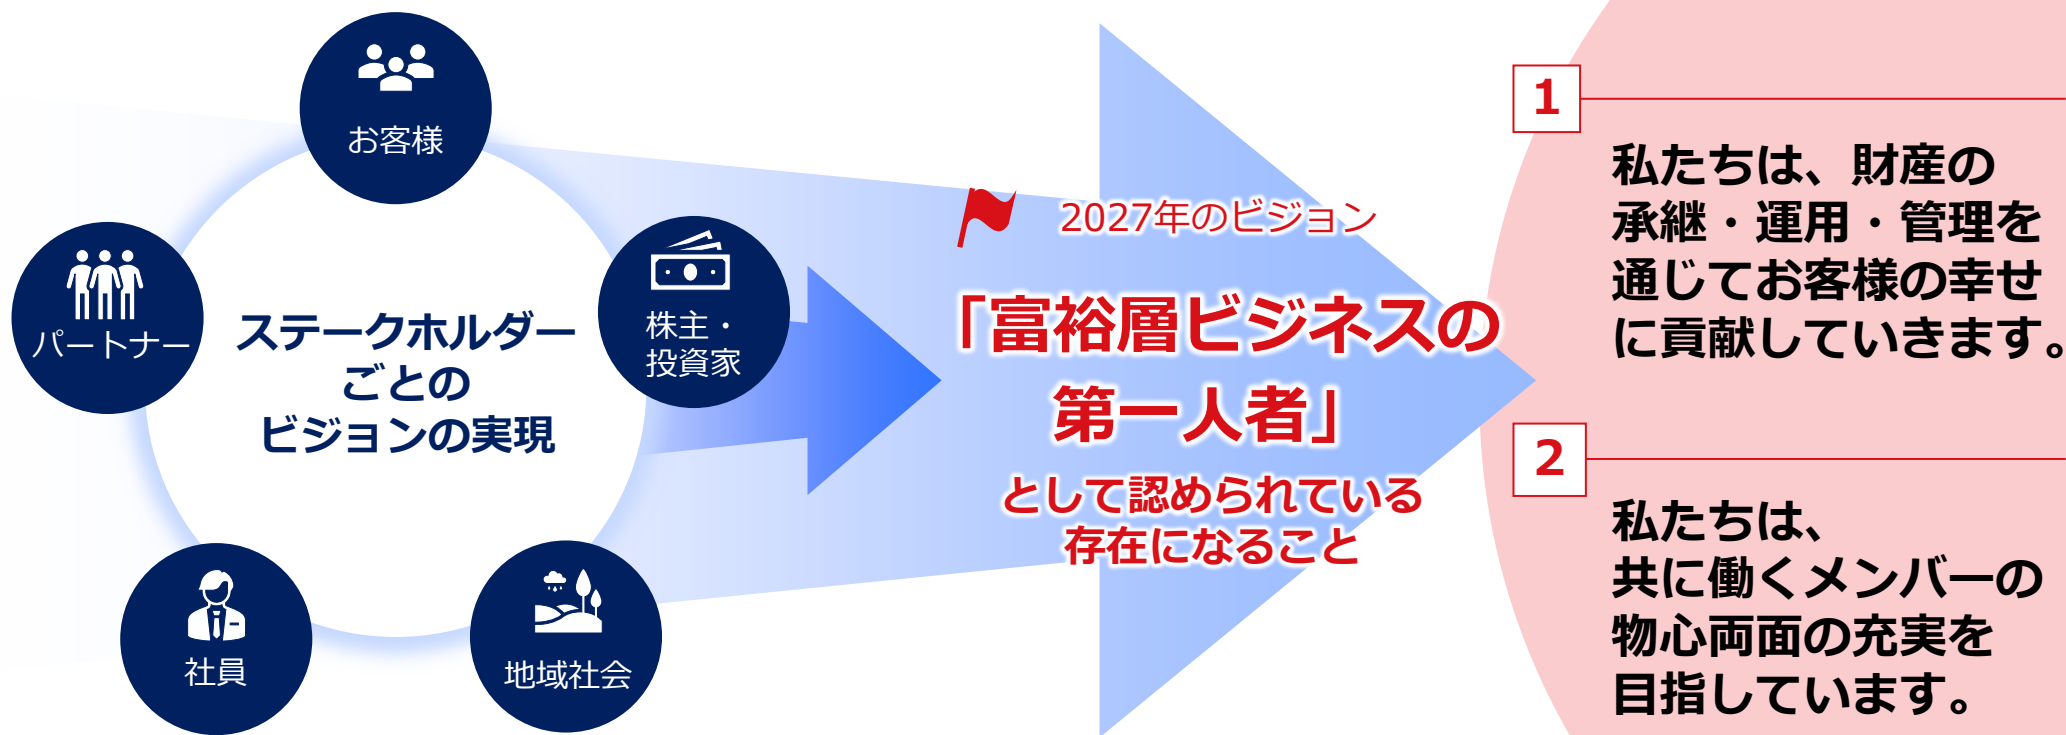 お客様
パートナー
株主・
投資家
ステークホルダー
ごとの
ビジョンの実現
社員
地域社会
2027年のビジョン
「富裕層ビジネスの
第一人者」
として認められている
存在になること
1
私たちは、財産の
承継・運用・管理を
通じてお客様の幸せ
に貢献していきます。
2
私たちは、
共に働くメンバーの
物心両面の充実を
目指しています。